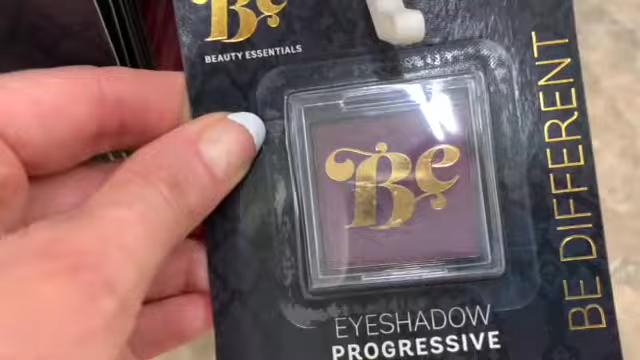 Be
BEAUTY ESSENTIALS
Be
EYESHADOW
PROGRESSIVE
BE DIFFERENT